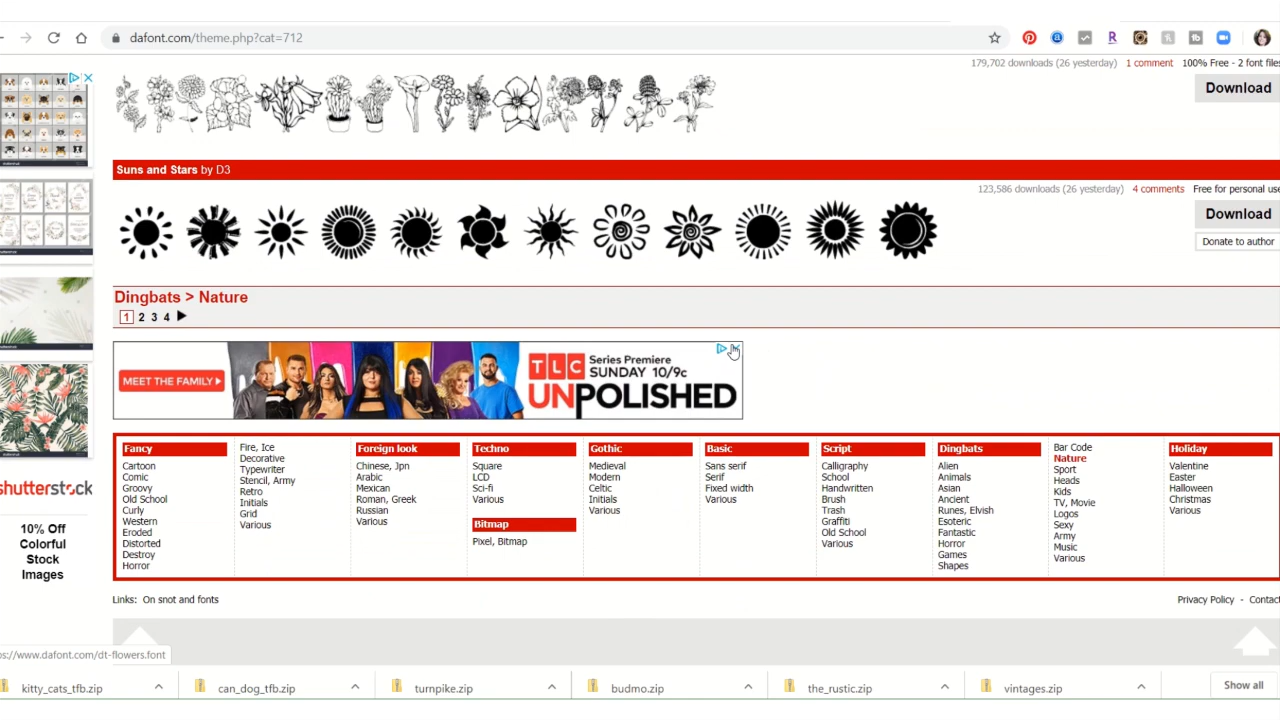 dafont.com/theme.php?cat=712
179,702 downloads (26 yesterday) 1 comment 100% Free - 2 font files
Download
Suns and Stars by D3
123,586 downloads (26 yesterday) 4 comments Free for personal use
Download
Donate to author
Dingbats > Nature
1 2 3 4
MEET THE FAMILY
TLC Series Premiere
SUNDAY 10/9c
UNPOLISHED
Fancy
Cartoon
Comic
Groovy
Old School
Curly
Western
Eroded
Distorted
Destroy
Horror
Fire, Ice
Decorative
Typewriter
Stencil, Army
Retro
Initials
Grid
Various
Foreign look
Chinese, Jpn
Arabic
Mexican
Roman, Greek
Russian
Various
Techno
Square
LCD
Sci-fi
Various
Bitmap
Pixel, Bitmap
Gothic
Medieval
Modern
Celtic
Initials
Various
Basic
Sans serif
Serif
Fixed width
Various
Script
Calligraphy
School
Handwritten
Brush
Trash
Graffiti
Old School
Various
Dingbats
Alien
Animals
Asian
Ancient
Runes, Elvish
Esoteric
Fantastic
Horror
Games
Shapes
Bar Code
Nature
Sport
Heads
Kids
TV, Movie
Logos
Sexy
Army
Music
Various
Holiday
Valentine
Easter
Halloween
Christmas
Various
shutterstock
10% Off
Colorful
Stock
Images
Links: On snot and fonts
Privacy Policy - Contact
ps://www.dafont.com/dt-flowers.font
kitty_cats_tfb.zip
can_dog_tfb.zip
turnpike.zip
budmo.zip
the_rustic.zip
vintages.zip
Show all